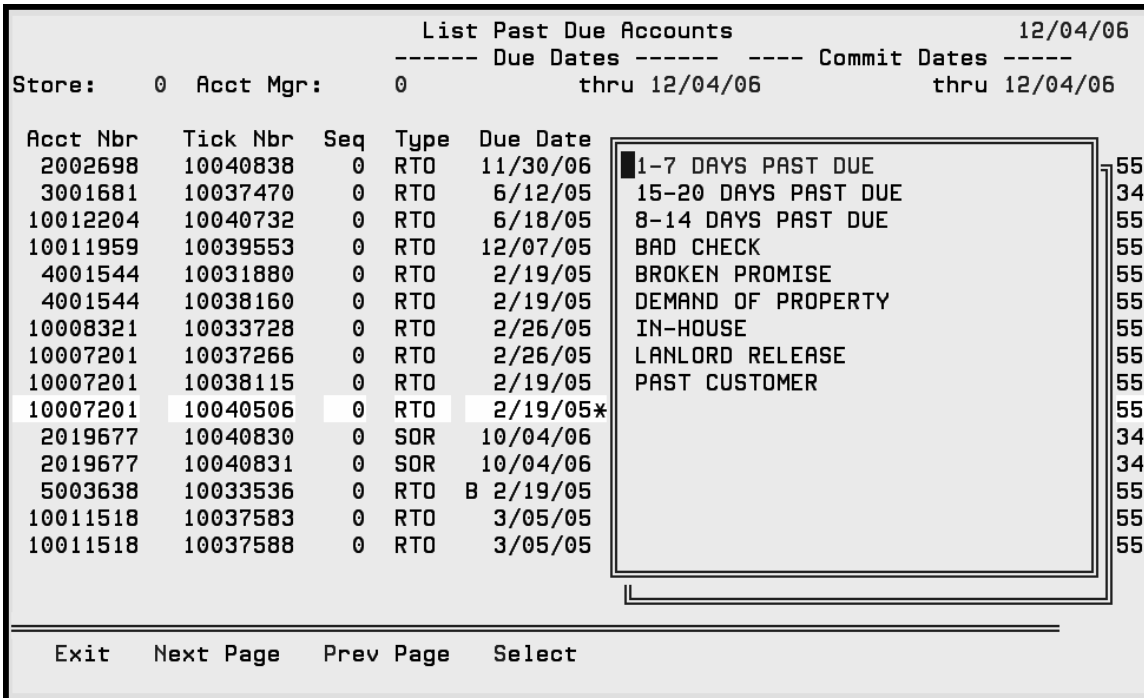 List Past Due Accounts 12/04/06
------ Due Dates ------ ---- Commit Dates -----
Store: 0 Acct Mgr: 0 thru 12/04/06 thru 12/04/06
Acct Nbr Tick Nbr Seq Type Due Date
2002698 10040838 0 RTO 11/30/06 1-7 DAYS PAST DUE 55
3001681 10037470 0 RTO 6/12/05 15-20 DAYS PAST DUE 34
10012204 10040732 0 RTO 6/18/05 8-14 DAYS PAST DUE 55
10011959 10039553 0 RTO 12/07/05 BAD CHECK 55
4001544 10031880 0 RTO 2/19/05 BROKEN PROMISE 55
4001544 10038160 0 RTO 2/19/05 DEMAND OF PROPERTY 55
10008321 10033728 0 RTO 2/26/05 IN-HOUSE 55
10007201 10037266 0 RTO 2/26/05 LANLORD RELEASE 55
10007201 10038115 0 RTO 2/19/05 PAST CUSTOMER 55
10007201 10040506 0 RTO 2/19/05* 55
2019677 10040830 0 SOR 10/04/06 34
2019677 10040831 0 SOR 10/04/06 34
5003638 10033536 0 RTO B 2/19/05 55
10011518 10037583 0 RTO 3/05/05 55
10011518 10037588 0 RTO 3/05/05 55
Exit Next Page Prev Page Select